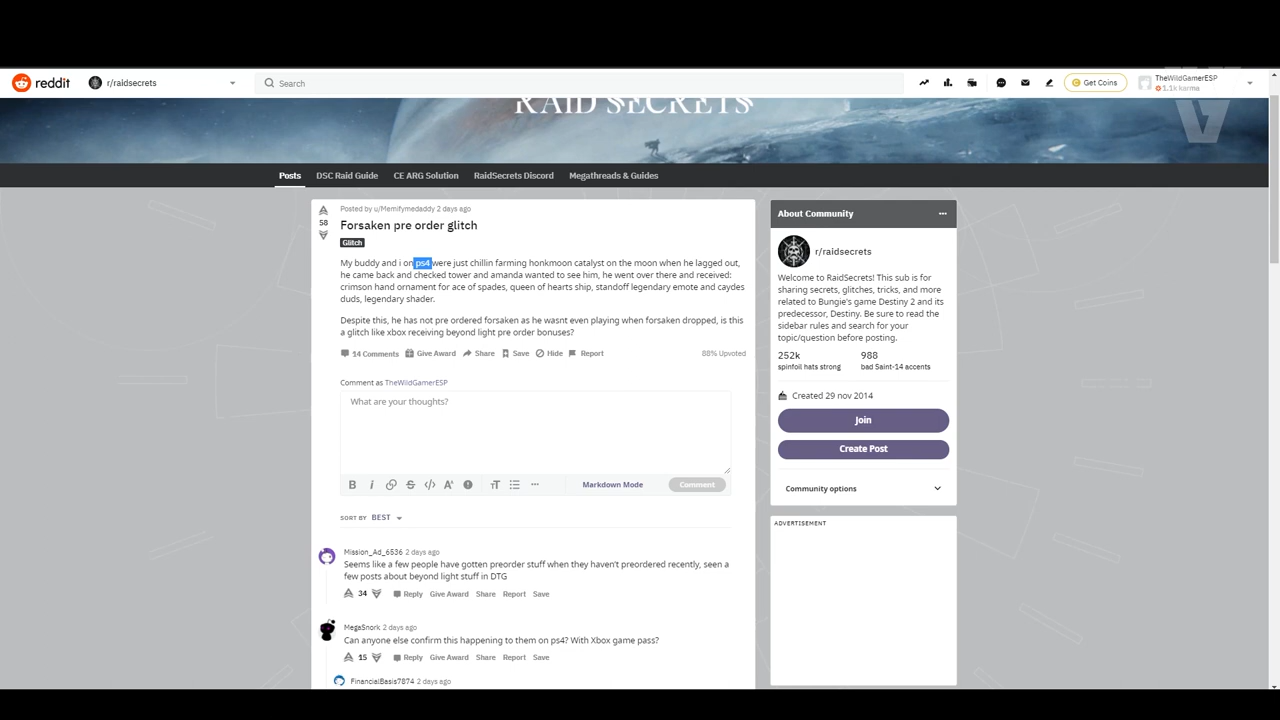 reddit
r/raidsecrets
Search
Get Coins
TheWildGamerESP
1.1k karma
RAID SECRETS
Posts
DSC Raid Guide
CE ARG Solution
RaidSecrets Discord
Megathreads & Guides
58
Posted by u/Memifymedaddy 2 days ago
Forsaken pre order glitch
Glitch
My buddy and i on ps4 were just chillin farming honkmoon catalyst on the moon when he lagged out,
he came back and checked tower and amanda wanted to see him, he went over there and received:
crimson hand ornament for ace of spades, queen of hearts ship, standoff legendary emote and caydes
duds, legendary shader.
Despite this, he has not pre ordered forsaken as he wasnt even playing when forsaken dropped, is this
a glitch like xbox receiving beyond light pre order bonuses?
14 Comments Give Award Share Save Hide Report
88% Upvoted
Comment as TheWildGamerESP
What are your thoughts?
Markdown Mode
Comment
SORT BY BEST
Mission_Ad_6536 2 days ago
Seems like a few people have gotten preorder stuff when they haven't preordered recently, seen a
few posts about beyond light stuff in DTG
34 Reply Give Award Share Report Save
MegaSnork 2 days ago
Can anyone else confirm this happening to them on ps4? With Xbox game pass?
15 Reply Give Award Share Report Save
FinancialBasis7874 2 days ago
About Community
r/raidsecrets
Welcome to RaidSecrets! This sub is for
sharing secrets, glitches, tricks, and more
related to Bungie's game Destiny 2 and its
predecessor, Destiny. Be sure to read the
sidebar rules and search for your
topic/question before posting.
252k
spinfoil hats strong
988
bad Saint-14 accents
Created 29 nov 2014
Join
Create Post
Community options
ADVERTISEMENT